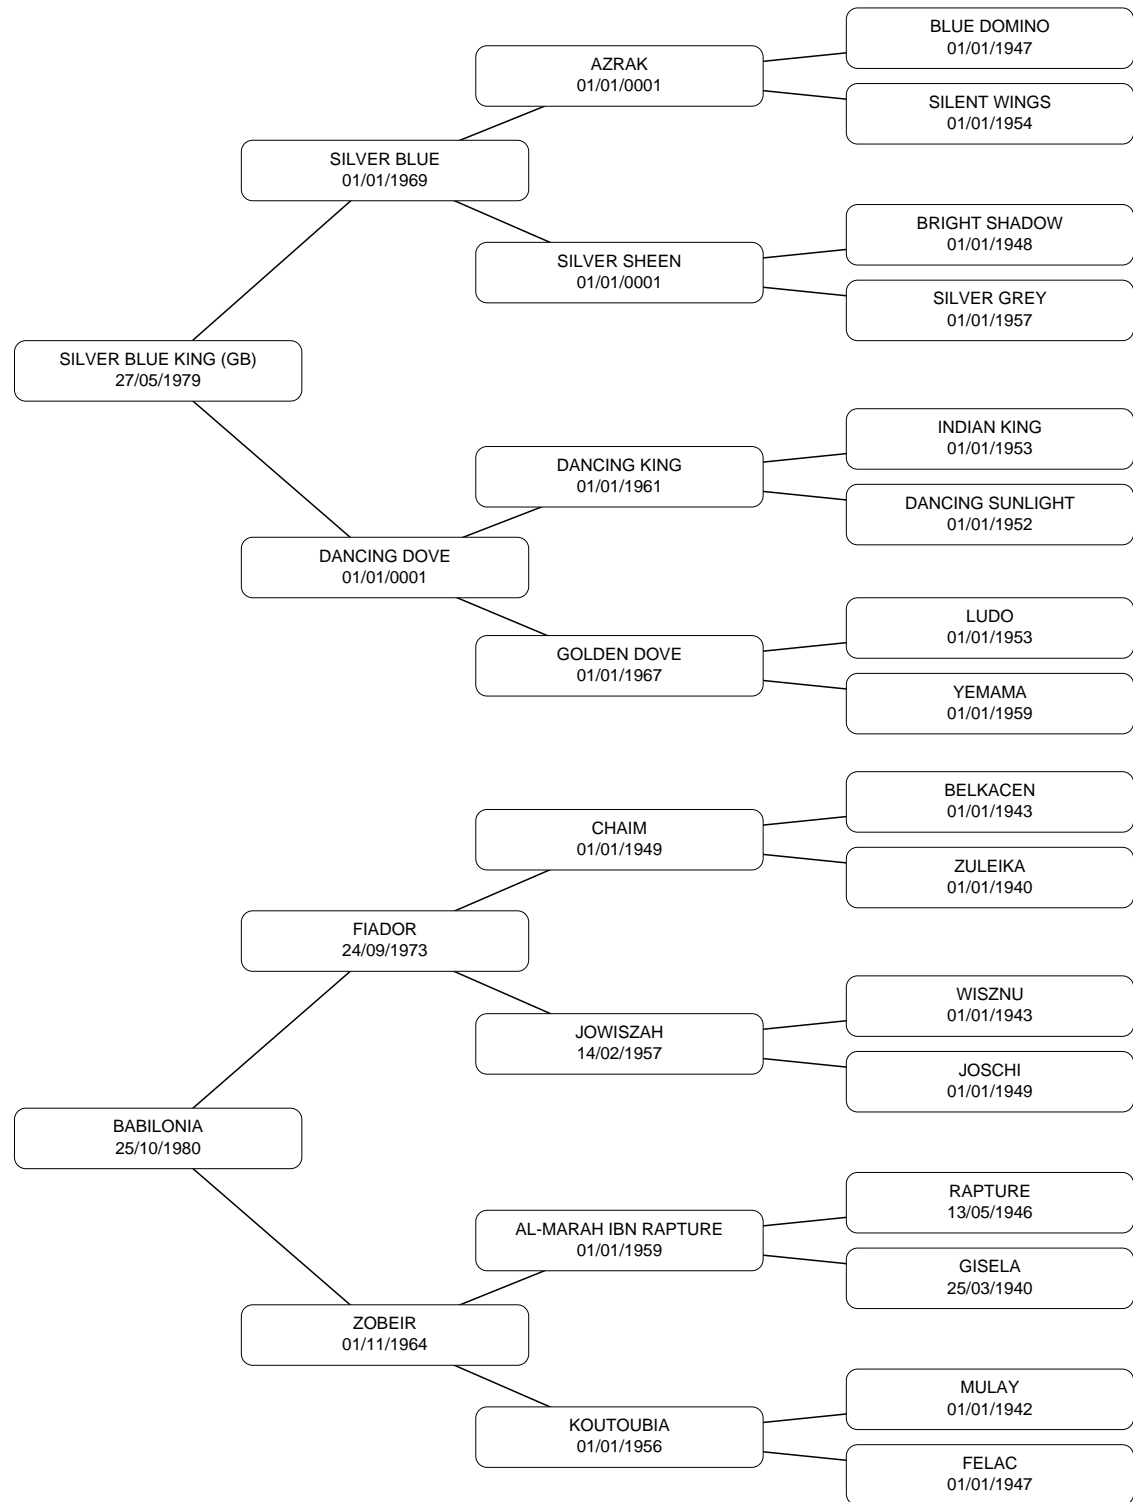 BLUE DOMINO
01/01/1947
AZRAK
01/01/0001
SILENT WINGS
01/01/1954
SILVER BLUE
01/01/1969
BRIGHT SHADOW
01/01/1948
SILVER SHEEN
01/01/0001
SILVER GREY
01/01/1957
SILVER BLUE KING (GB)
27/05/1979
INDIAN KING
01/01/1953
DANCING KING
01/01/1961
DANCING SUNLIGHT
01/01/1952
DANCING DOVE
01/01/0001
LUDO
01/01/1953
GOLDEN DOVE
01/01/1967
YEMAMA
01/01/1959
BELKACEN
01/01/1943
CHAIM
01/01/1949
ZULEIKA
01/01/1940
FIADOR
24/09/1973
WISZNU
01/01/1943
JOWISZAH
14/02/1957
JOSCHI
01/01/1949
BABILONIA
25/10/1980
RAPTURE
13/05/1946
AL-MARAH IBN RAPTURE
01/01/1959
GISELA
25/03/1940
ZOBEIR
01/11/1964
MULAY
01/01/1942
KOUTOUBIA
01/01/1956
FELAC
01/01/1947